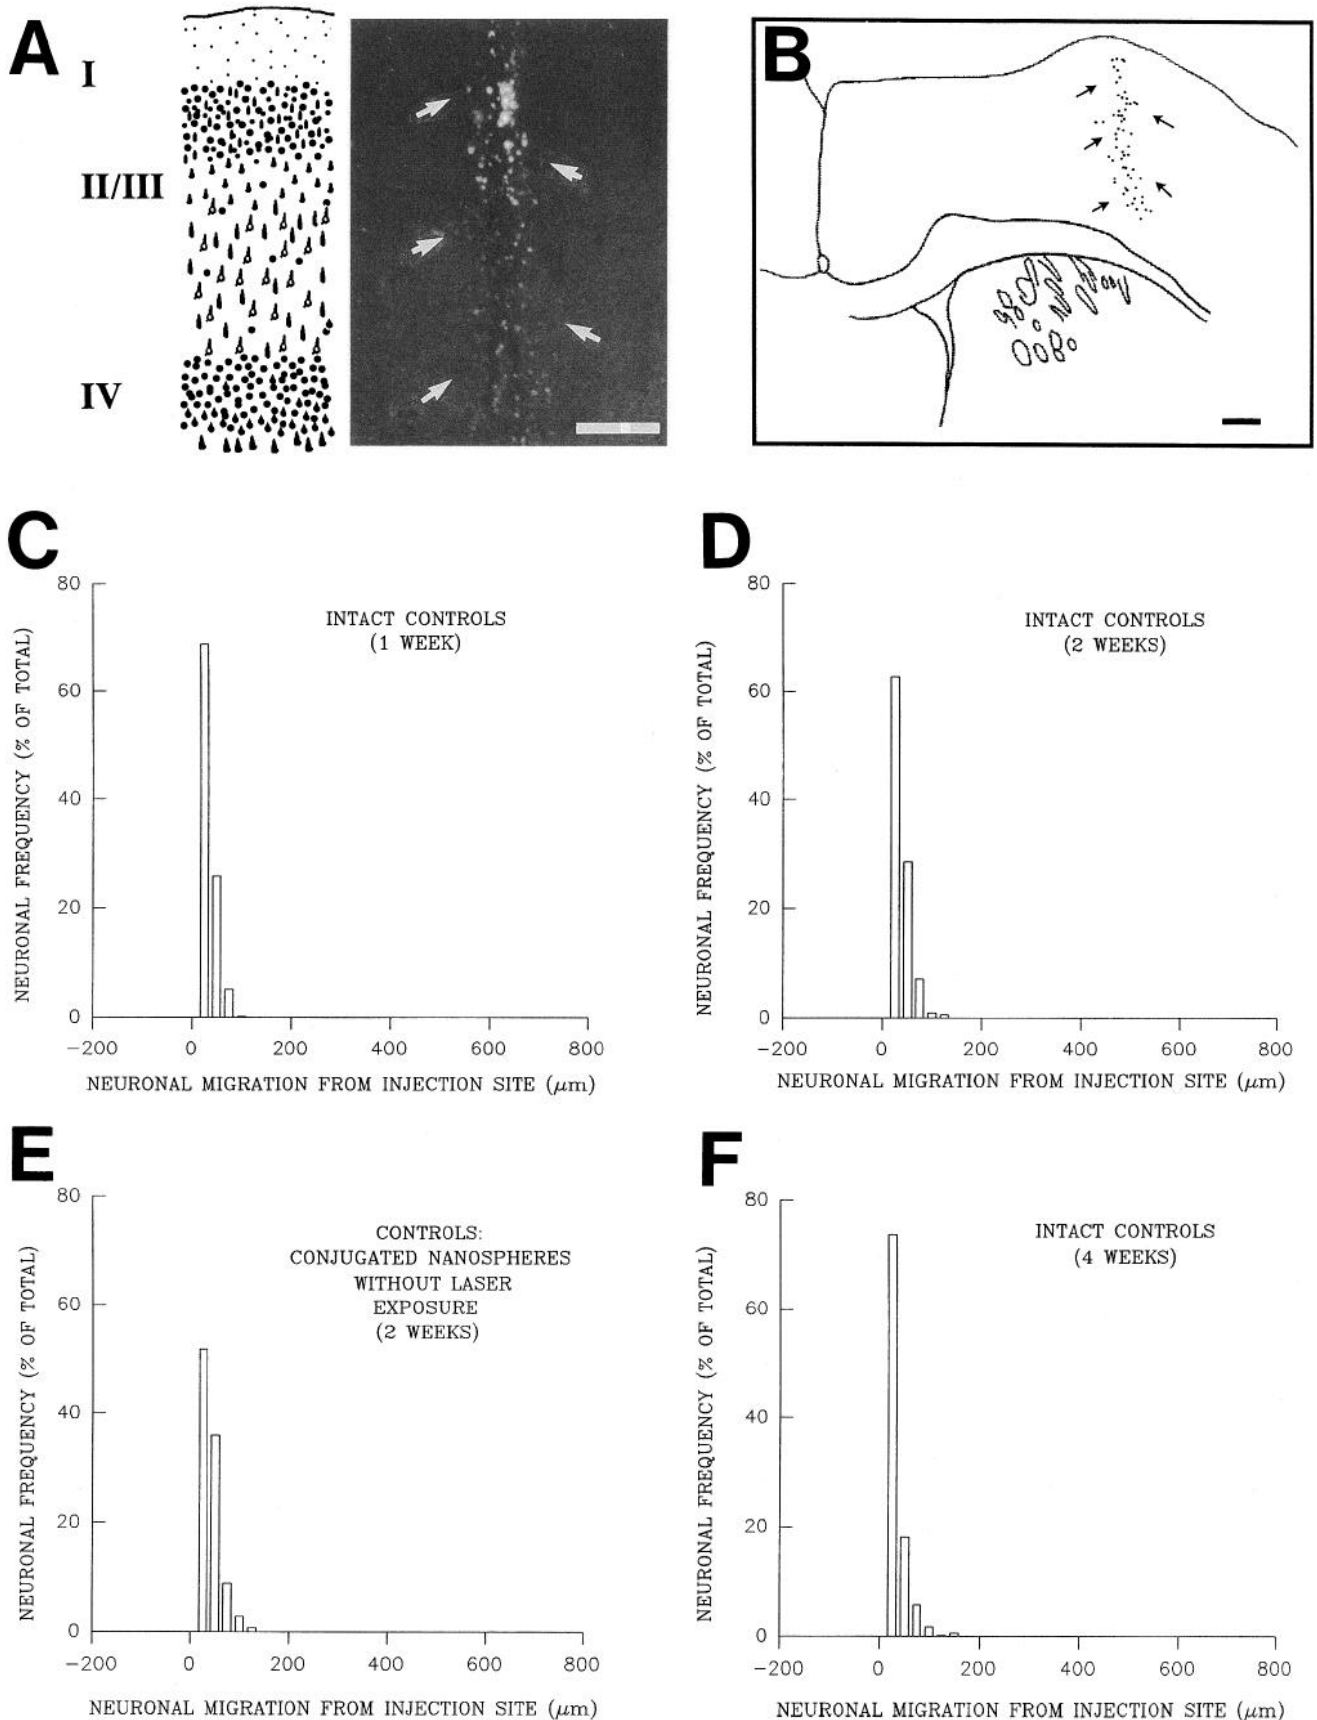 A
I
II/III
IV
B
C
80
60
40
20
0
−200 0 200 400 600 800
NEURONAL FREQUENCY (% OF TOTAL)
INTACT CONTROLS
(1 WEEK)
NEURONAL MIGRATION FROM INJECTION SITE (μm)
D
80
60
40
20
0
−200 0 200 400 600 800
NEURONAL FREQUENCY (% OF TOTAL)
INTACT CONTROLS
(2 WEEKS)
NEURONAL MIGRATION FROM INJECTION SITE (μm)
E
80
60
40
20
0
−200 0 200 400 600 800
NEURONAL FREQUENCY (% OF TOTAL)
CONTROLS:
CONJUGATED NANOSPHERES
WITHOUT LASER
EXPOSURE
(2 WEEKS)
NEURONAL MIGRATION FROM INJECTION SITE (μm)
F
80
60
40
20
0
−200 0 200 400 600 800
NEURONAL FREQUENCY (% OF TOTAL)
INTACT CONTROLS
(4 WEEKS)
NEURONAL MIGRATION FROM INJECTION SITE (μm)